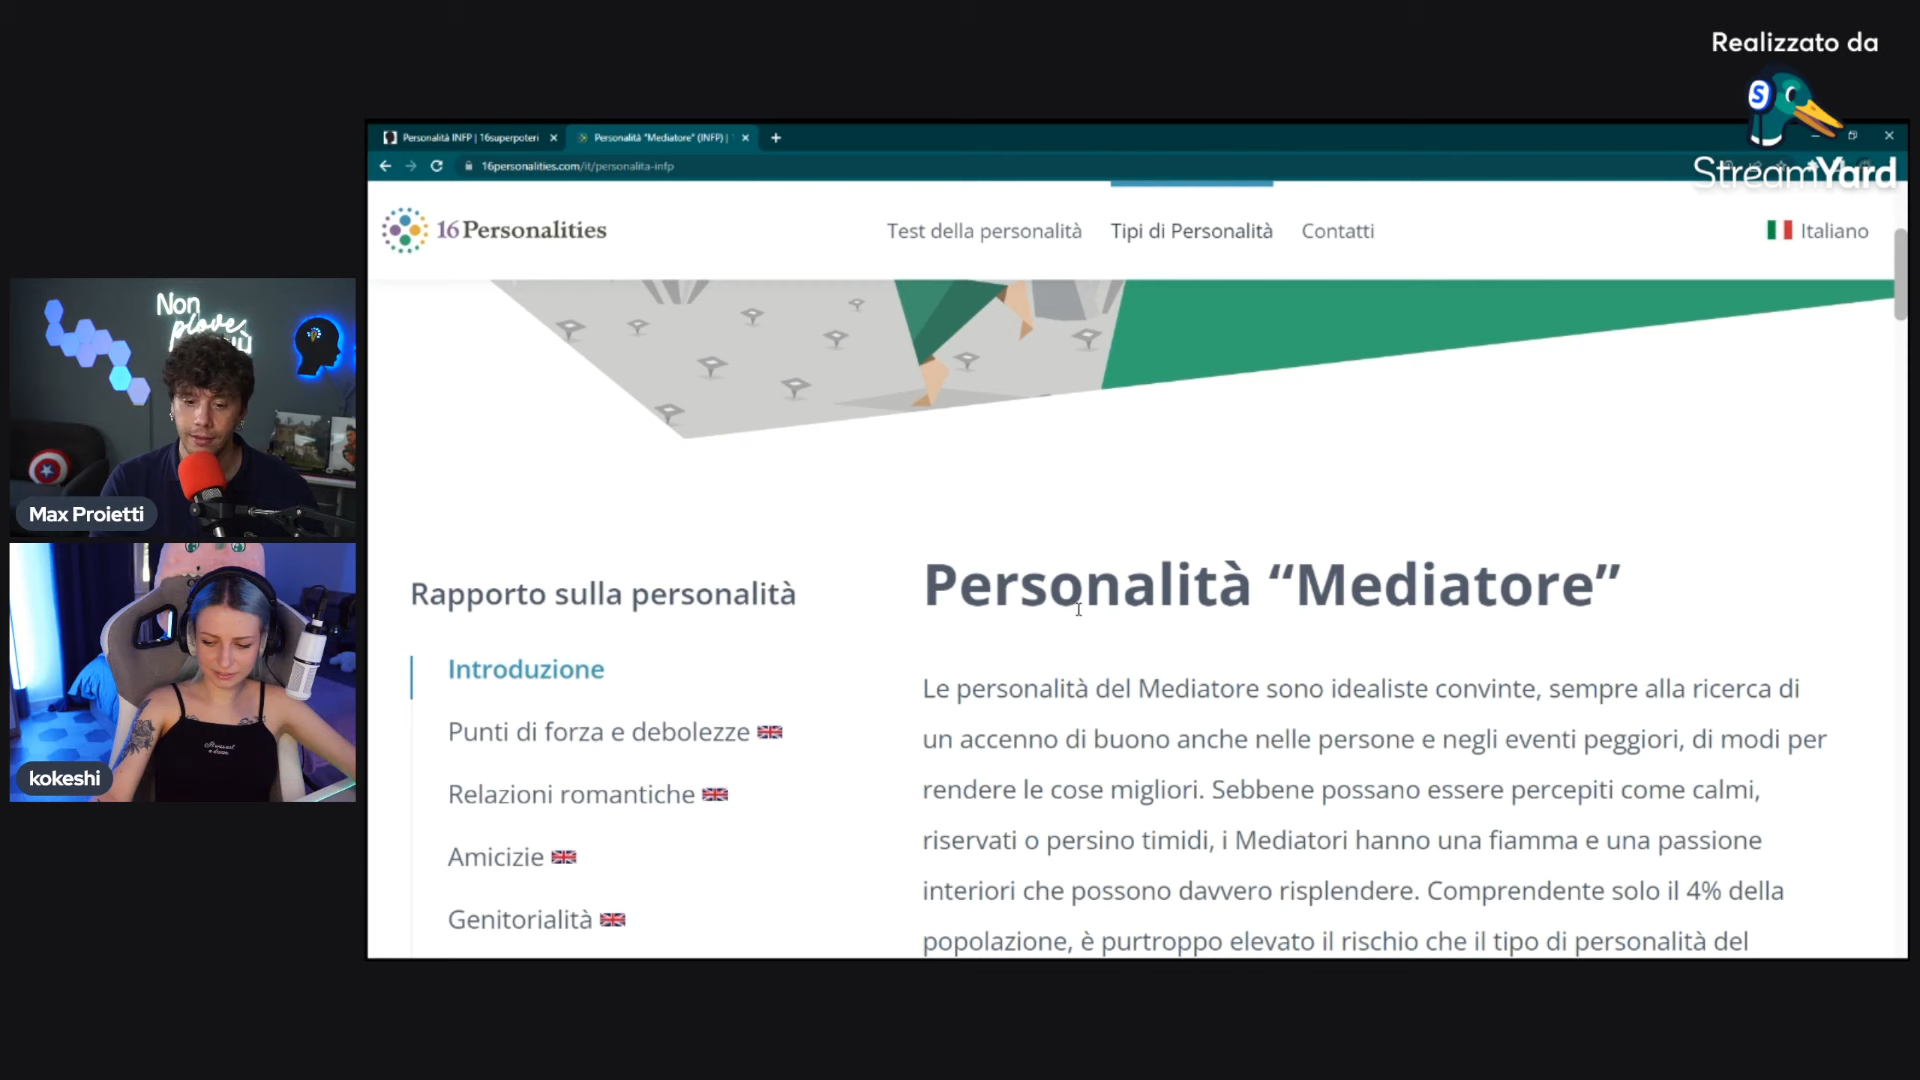 Realizzato da
StreamYard
Personalità INFP | 16superpoteri
Personalità "Mediatore" (INFP) |
16personalities.com/it/personalita-infp
16Personalities
Test della personalità
Tipi di Personalità
Contatti
Italiano
Non
piove
più
Max Proietti
kokeshi
Rapporto sulla personalità
Introduzione
Punti di forza e debolezze
Relazioni romantiche
Amicizie
Genitorialità
Personalità “Mediatore”
Le personalità del Mediatore sono idealiste convinte, sempre alla ricerca di
un accenno di buono anche nelle persone e negli eventi peggiori, di modi per
rendere le cose migliori. Sebbene possano essere percepiti come calmi,
riservati o persino timidi, i Mediatori hanno una fiamma e una passione
interiori che possono davvero risplendere. Comprendente solo il 4% della
popolazione, è purtroppo elevato il rischio che il tipo di personalità del